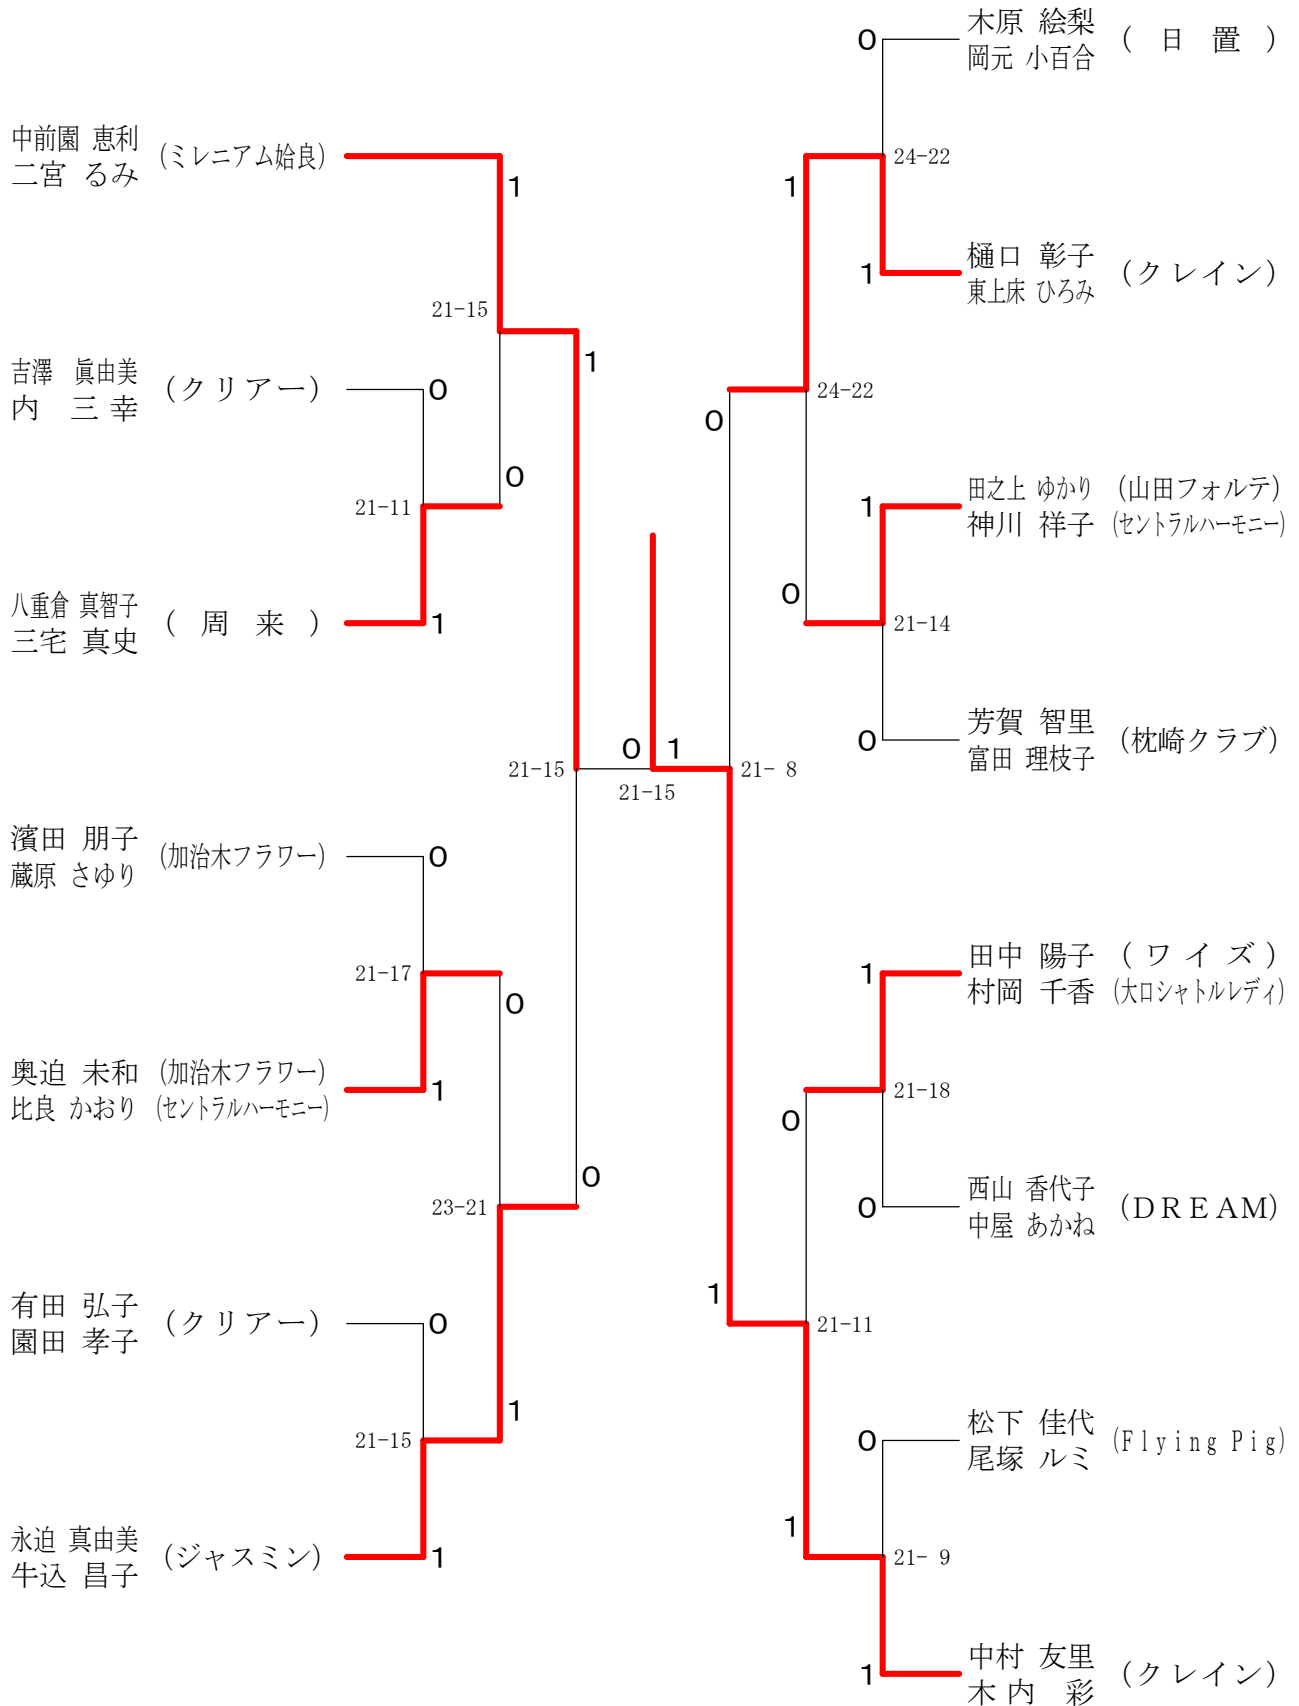 中前園 恵利
二宮 るみ
(ミレニアム姶良)
1
21-15
吉澤 眞由美
内 三 幸
(クリアー)
0
21-11
0
八重倉 真智子
三宅 真史
( 周 来 )
1
1
21-15
濱田 朋子
蔵原 さゆり
(加治木フラワー)
0
21-17
0
奥迫 未和 (加治木フラワー)
比良 かおり (セントラルハーモニー)
1
23-21
0
有田 弘子
園田 孝子
(クリアー)
0
21-15
1
永迫 真由美
牛込 昌子
(ジャスミン)
1
0 1
21-15
木原 絵梨
岡元 小百合
( 日 置 )
0
24-22
1
樋口 彰子
東上床 ひろみ
(クレイン)
1
24-22
0
田之上 ゆかり (山田フォルテ)
神川 祥子 (セントラルハーモニー)
1
0
21-14
芳賀 智里
富田 理枝子
(枕崎クラブ)
0
21- 8
田中 陽子 ( ワ イ ズ )
村岡 千香 (大口シャトルレディ)
1
21-18
0
西山 香代子
中屋 あかね
(DREAM)
0
1
21-11
松下 佳代
尾塚 ルミ
(Flying Pig)
0
1
21- 9
中村 友里
木 内 彩
(クレイン)
1